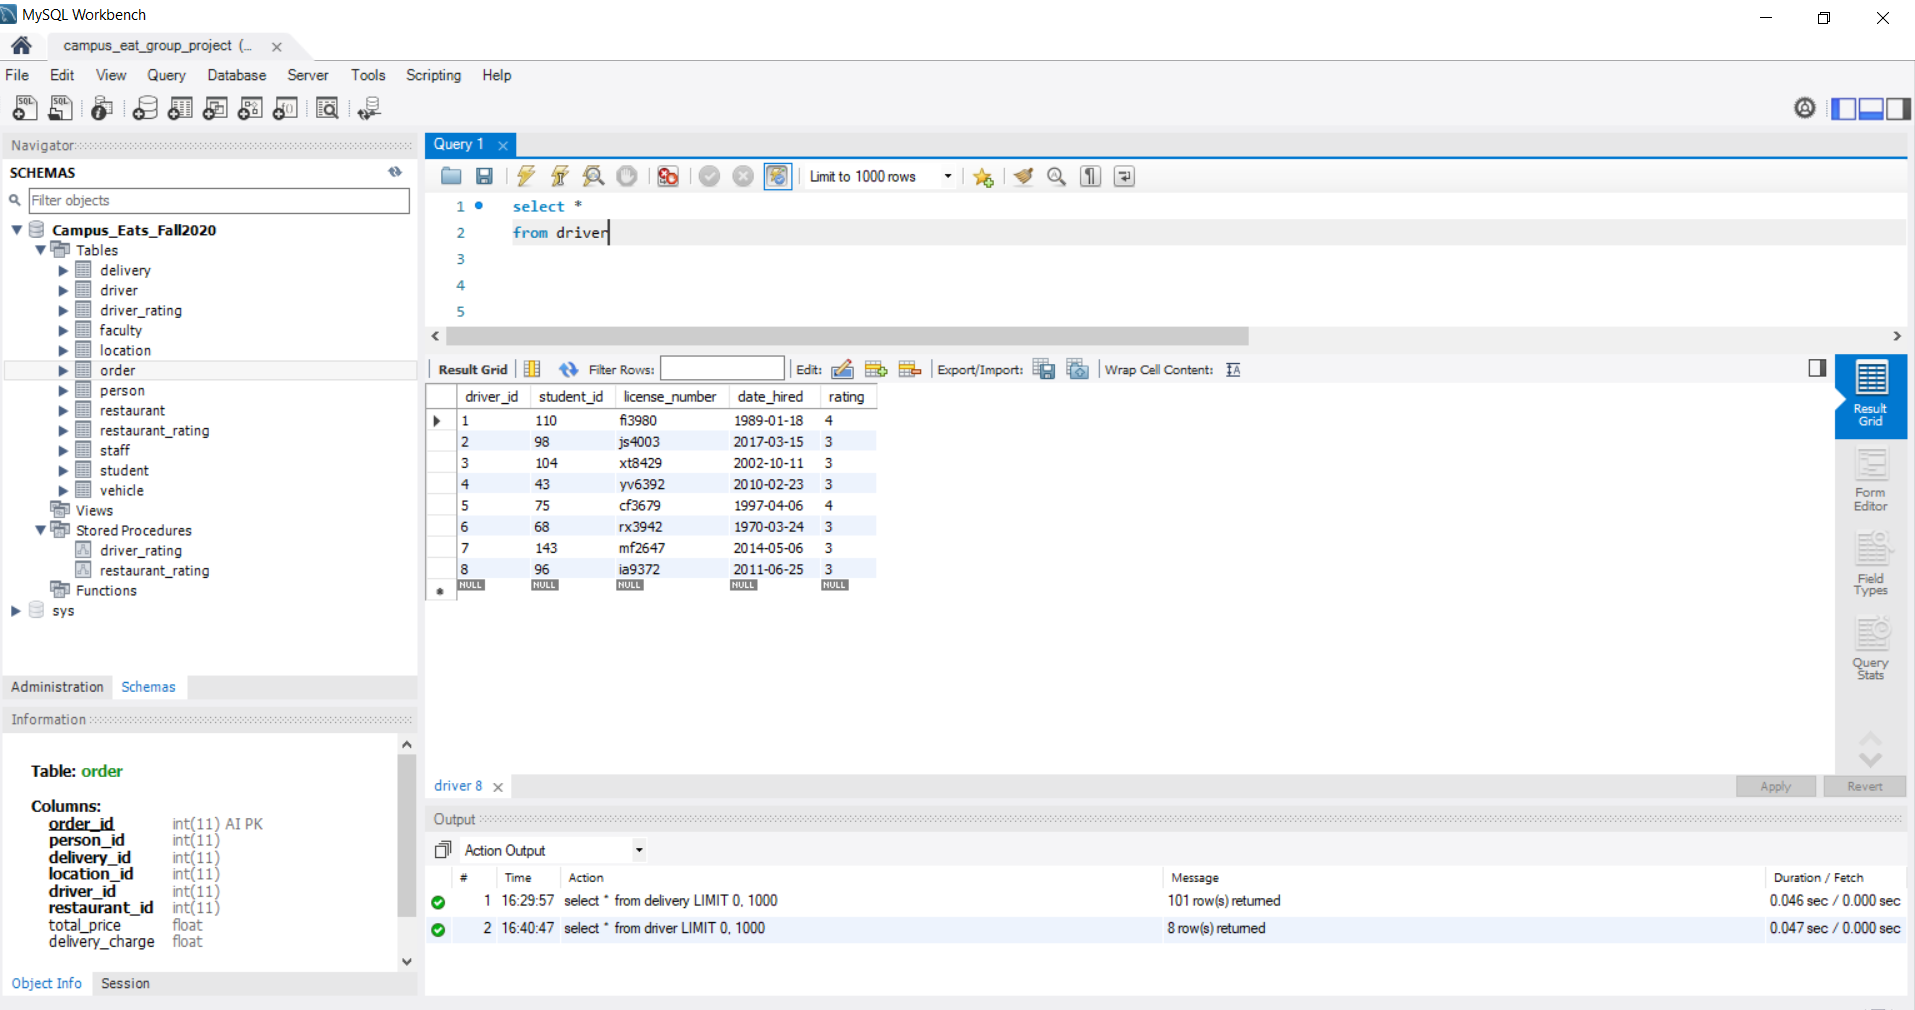 MySQL Workbench
campus_eat_group_project (...
File Edit View Query Database Server Tools Scripting Help
Navigator
SCHEMAS
Filter objects
Campus_Eats_Fall2020
Tables
delivery
driver
driver_rating
faculty
location
order
person
restaurant
restaurant_rating
staff
student
vehicle
Views
Stored Procedures
driver_rating
restaurant_rating
Functions
sys
Administration Schemas
Information
Table: order
Columns:
order_id int(11) AI PK
person_id int(11)
delivery_id int(11)
location_id int(11)
driver_id int(11)
restaurant_id int(11)
total_price float
delivery_charge float
Object Info Session
Query 1
Limit to 1000 rows
1 select *
2 from driver
3
4
5
Result Grid Filter Rows: Edit: Export/Import: Wrap Cell Content:
driver_id student_id license_number date_hired rating
1 110 fi3980 1989-01-18 4
2 98 js4003 2017-03-15 3
3 104 xt8429 2002-10-11 3
4 43 yv6392 2010-02-23 3
5 75 cf3679 1997-04-06 4
6 68 rx3942 1970-03-24 3
7 143 mf2647 2014-05-06 3
8 96 ia9372 2011-06-25 3
NULL NULL NULL NULL NULL
Result
Grid
Form
Editor
Field
Types
Query
Stats
driver 8
Apply Revert
Output
Action Output
# Time Action Message Duration / Fetch
1 16:29:57 select * from delivery LIMIT 0, 1000 101 row(s) returned 0.046 sec / 0.000 sec
2 16:40:47 select * from driver LIMIT 0, 1000 8 row(s) returned 0.047 sec / 0.000 sec